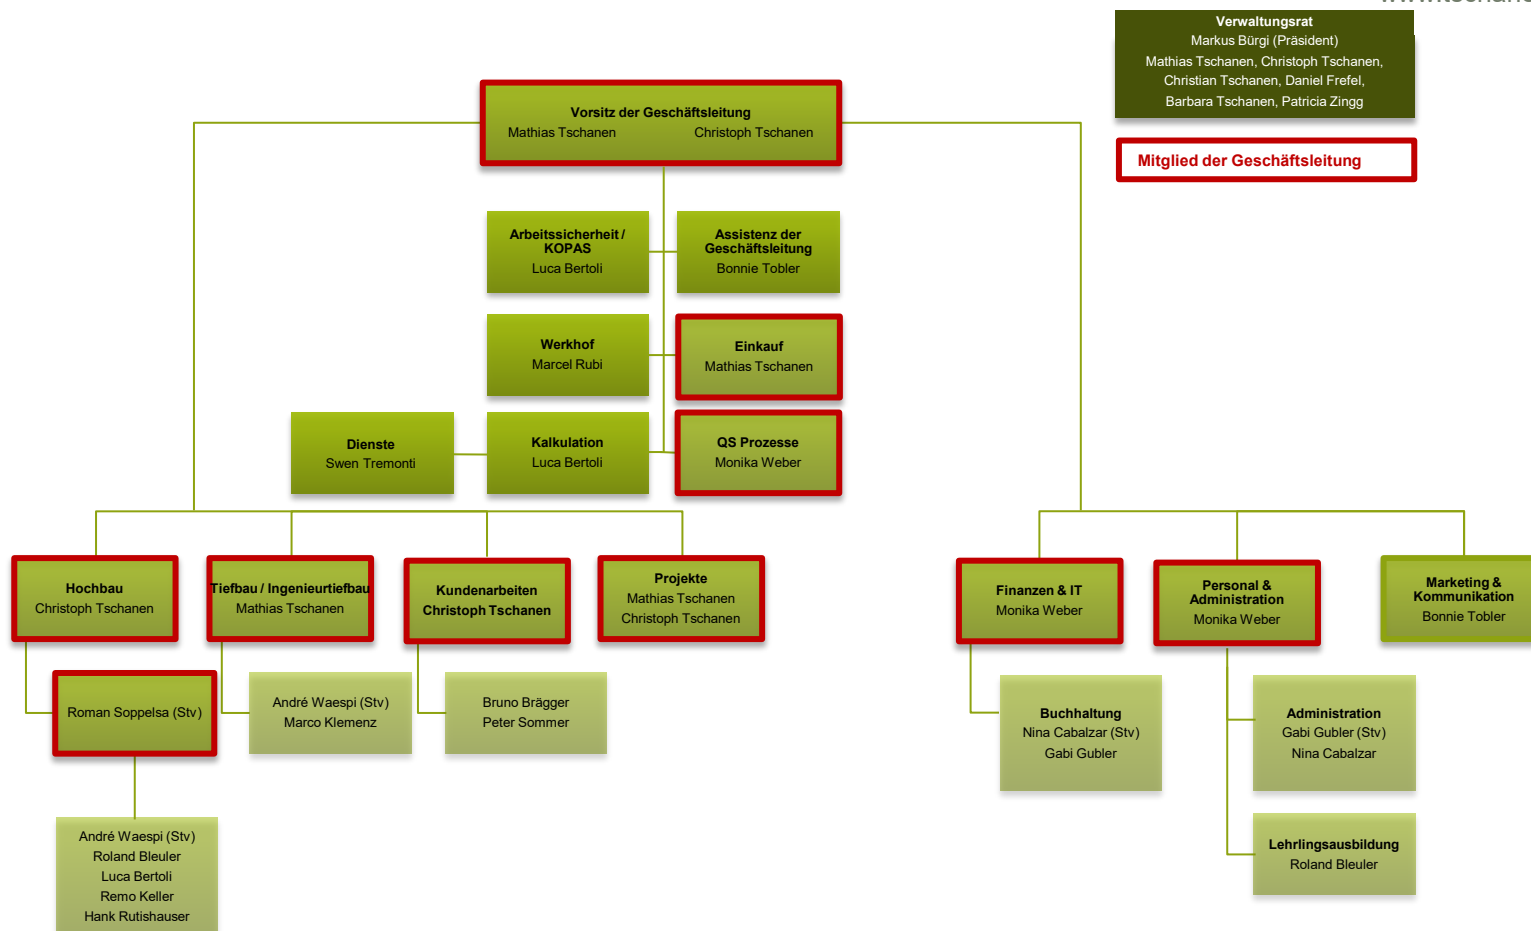 Verwaltungsrat
Markus Bürgi (Präsident)
Mathias Tschanen, Christoph Tschanen,
Christian Tschanen, Daniel Frefel,
Barbara Tschanen, Patricia Zingg
Mitglied der Geschäftsleitung
Vorsitz der Geschäftsleitung
Mathias Tschanen Christoph Tschanen
Arbeitssicherheit /
KOPAS
Luca Bertoli
Assistenz der
Geschäftsleitung
Bonnie Tobler
Werkhof
Marcel Rubi
Einkauf
Mathias Tschanen
Dienste
Swen Tremonti
Kalkulation
Luca Bertoli
QS Prozesse
Monika Weber
Hochbau
Christoph Tschanen
Tiefbau / Ingenieurtiefbau
Mathias Tschanen
Kundenarbeiten
Christoph Tschanen
Projekte
Mathias Tschanen
Christoph Tschanen
Finanzen & IT
Monika Weber
Personal &
Administration
Monika Weber
Marketing &
Kommunikation
Bonnie Tobler
Roman Soppelsa (Stv)
André Waespi (Stv)
Marco Klemenz
Bruno Brägger
Peter Sommer
Buchhaltung
Nina Cabalzar (Stv)
Gabi Gubler
Administration
Gabi Gubler (Stv)
Nina Cabalzar
André Waespi (Stv)
Roland Bleuler
Luca Bertoli
Remo Keller
Hank Rutishauser
Lehrlingsausbildung
Roland Bleuler